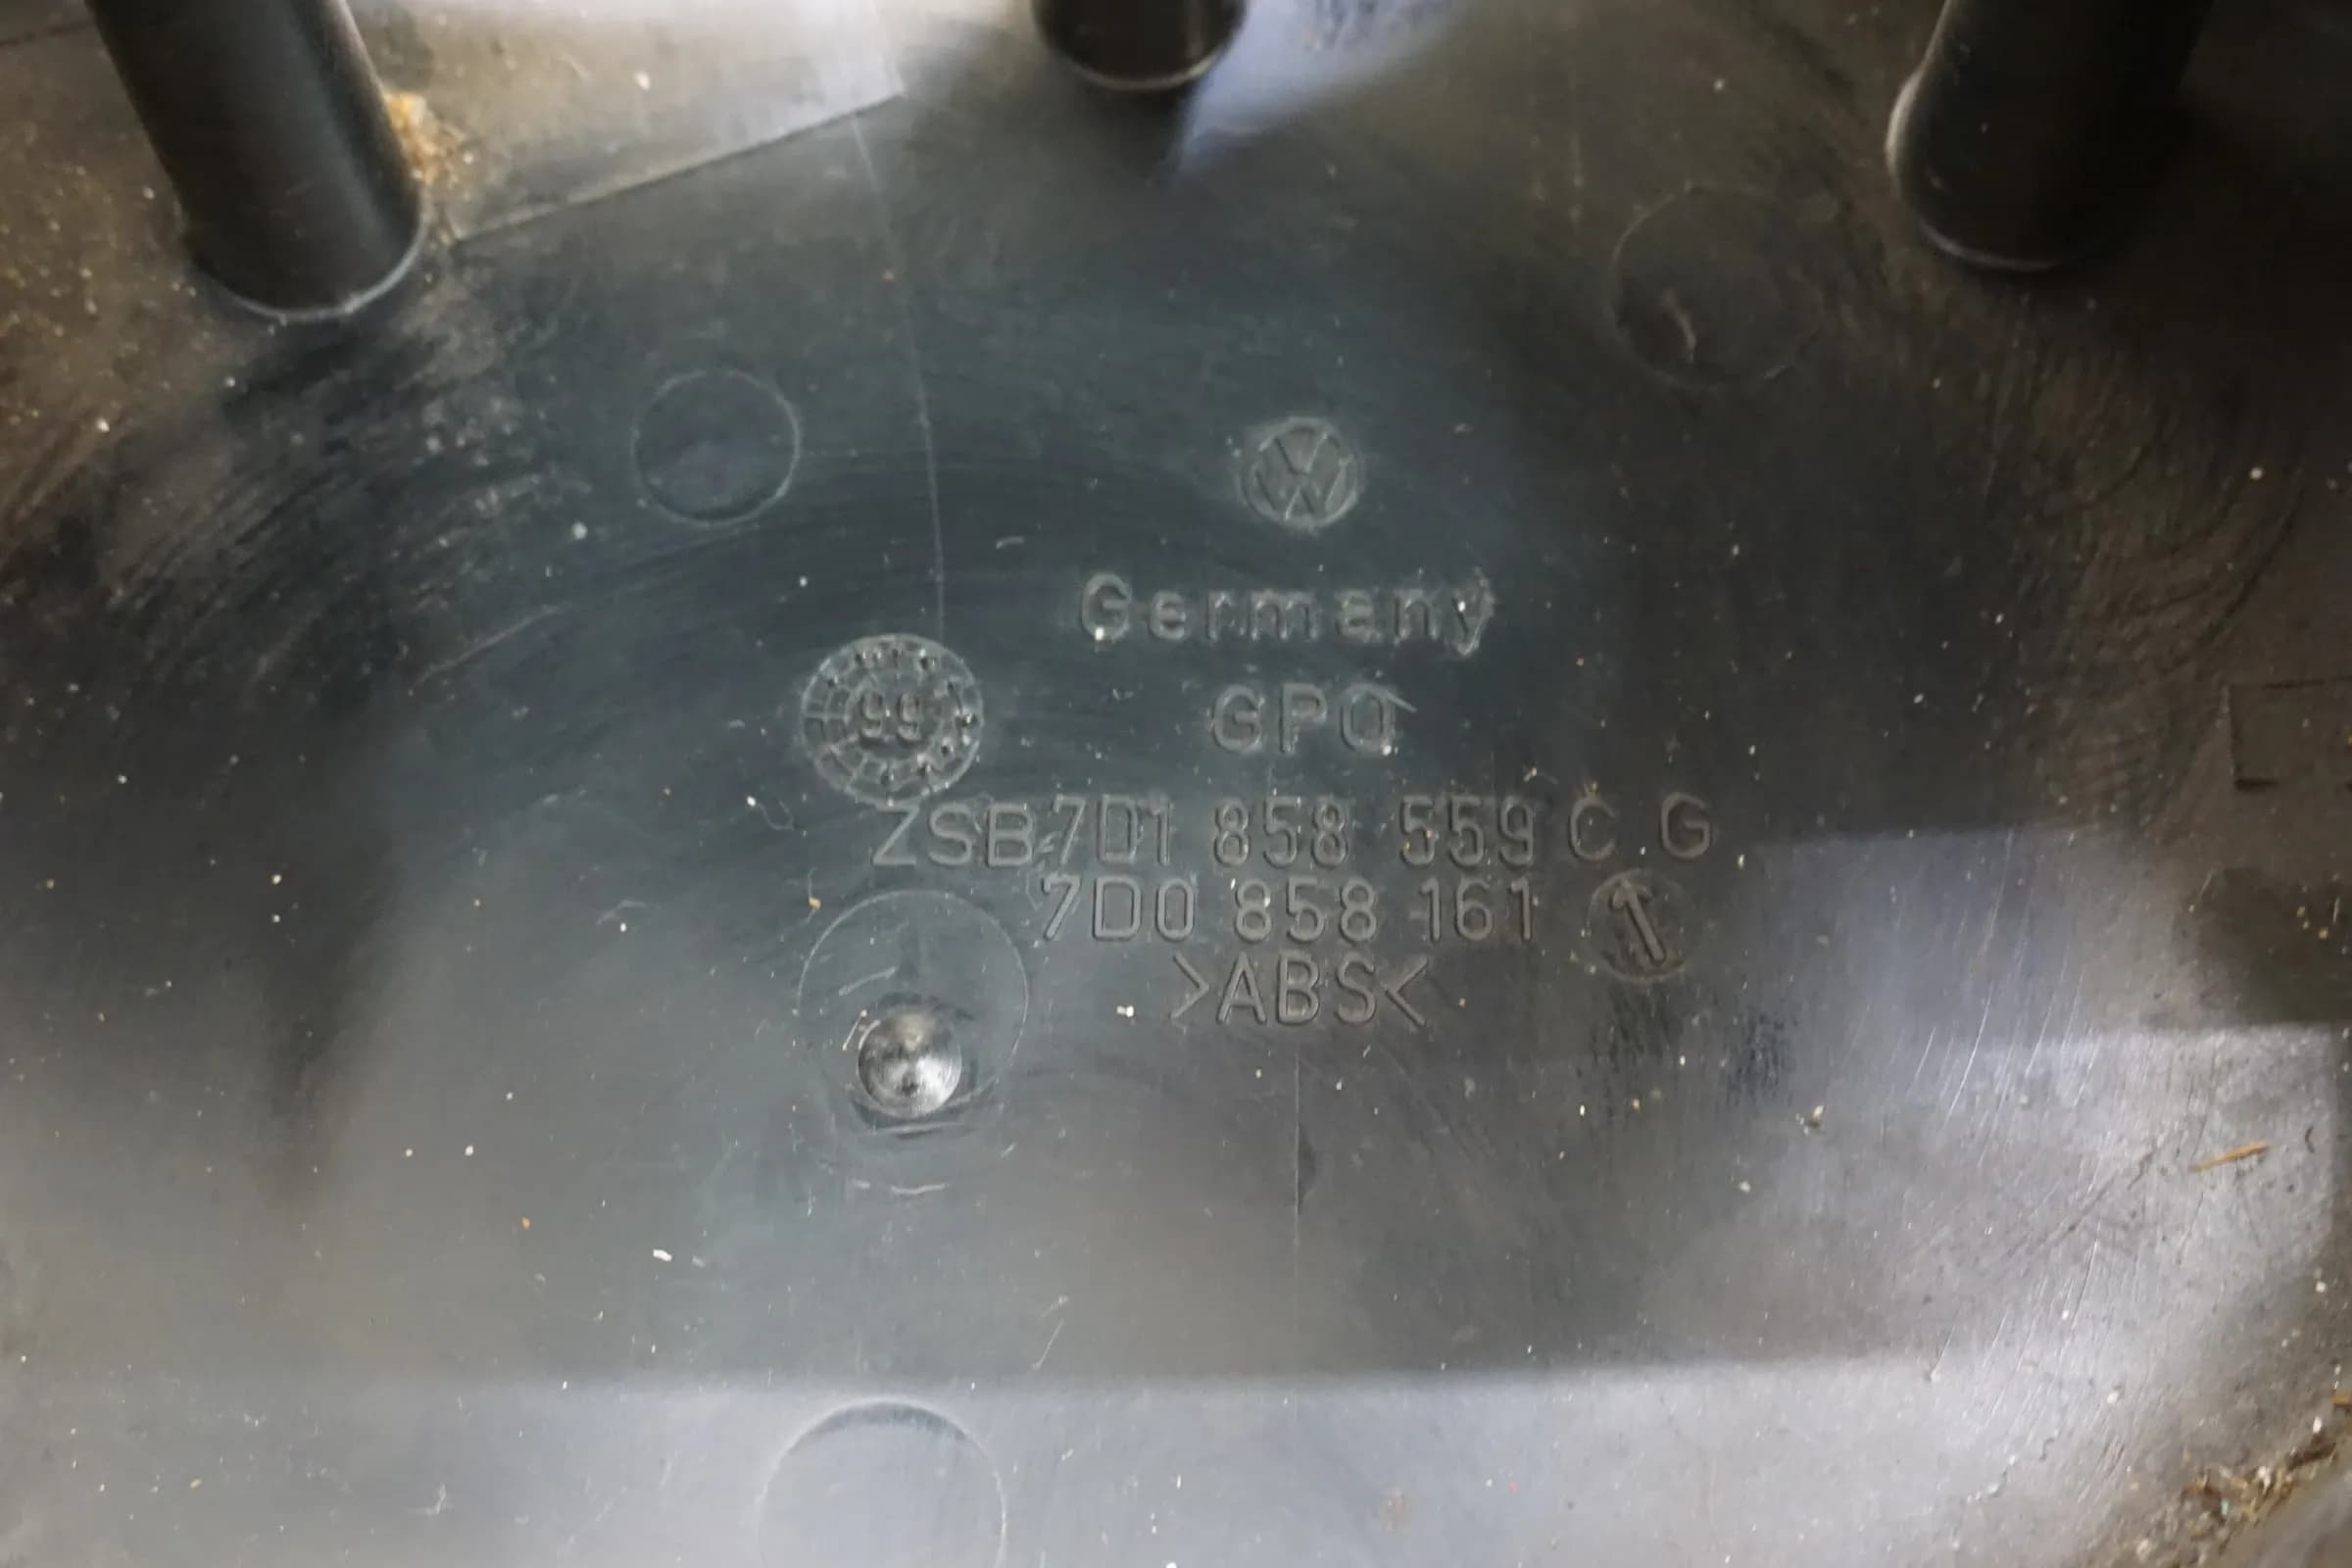 Germany
99
GPO
ZSB 7D1 858 559 C G
7D0 858 161
>ABS<